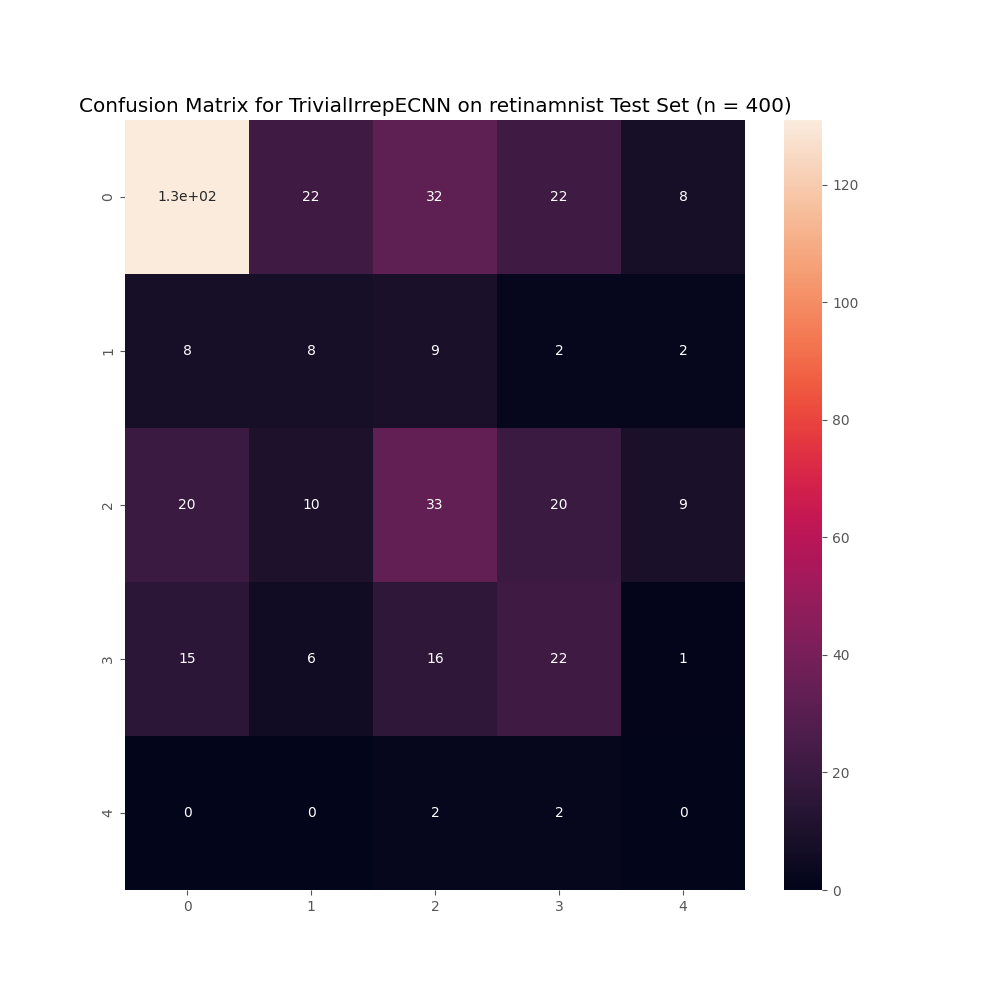 Confusion Matrix for TrivialIrrepECNN on retinamnist Test Set (n = 400)
0 1.3e+02 22 32 22 8
1 8 8 9 2 2
2 20 10 33 20 9
3 15 6 16 22 1
4 0 0 2 2 0
0 1 2 3 4
120
100
80
60
40
20
0